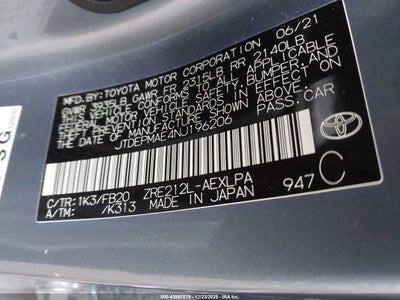 MFD. BY: TOYOTA MOTOR CORPORATION 06/21
GVWR 3935LB GAWR FR 2315LB RR 2140LB
THIS VEHICLE CONFORMS TO ALL APPLICABLE
FEDERAL MOTOR VEHICLE SAFETY, BUMPER, AND
THEFT PREVENTION STANDARDS IN EFFECT ON
THE DATE OF MANUFACTURE SHOWN ABOVE.
JTDEPMAE4NJ196206 PASS.CAR
C/TR: 1K3/FB20 ZRE212L-AEXLPA 947 C
A/TM: /K313 MADE IN JAPAN
000-43997079 - 12/23/2025 - IAA Inc.